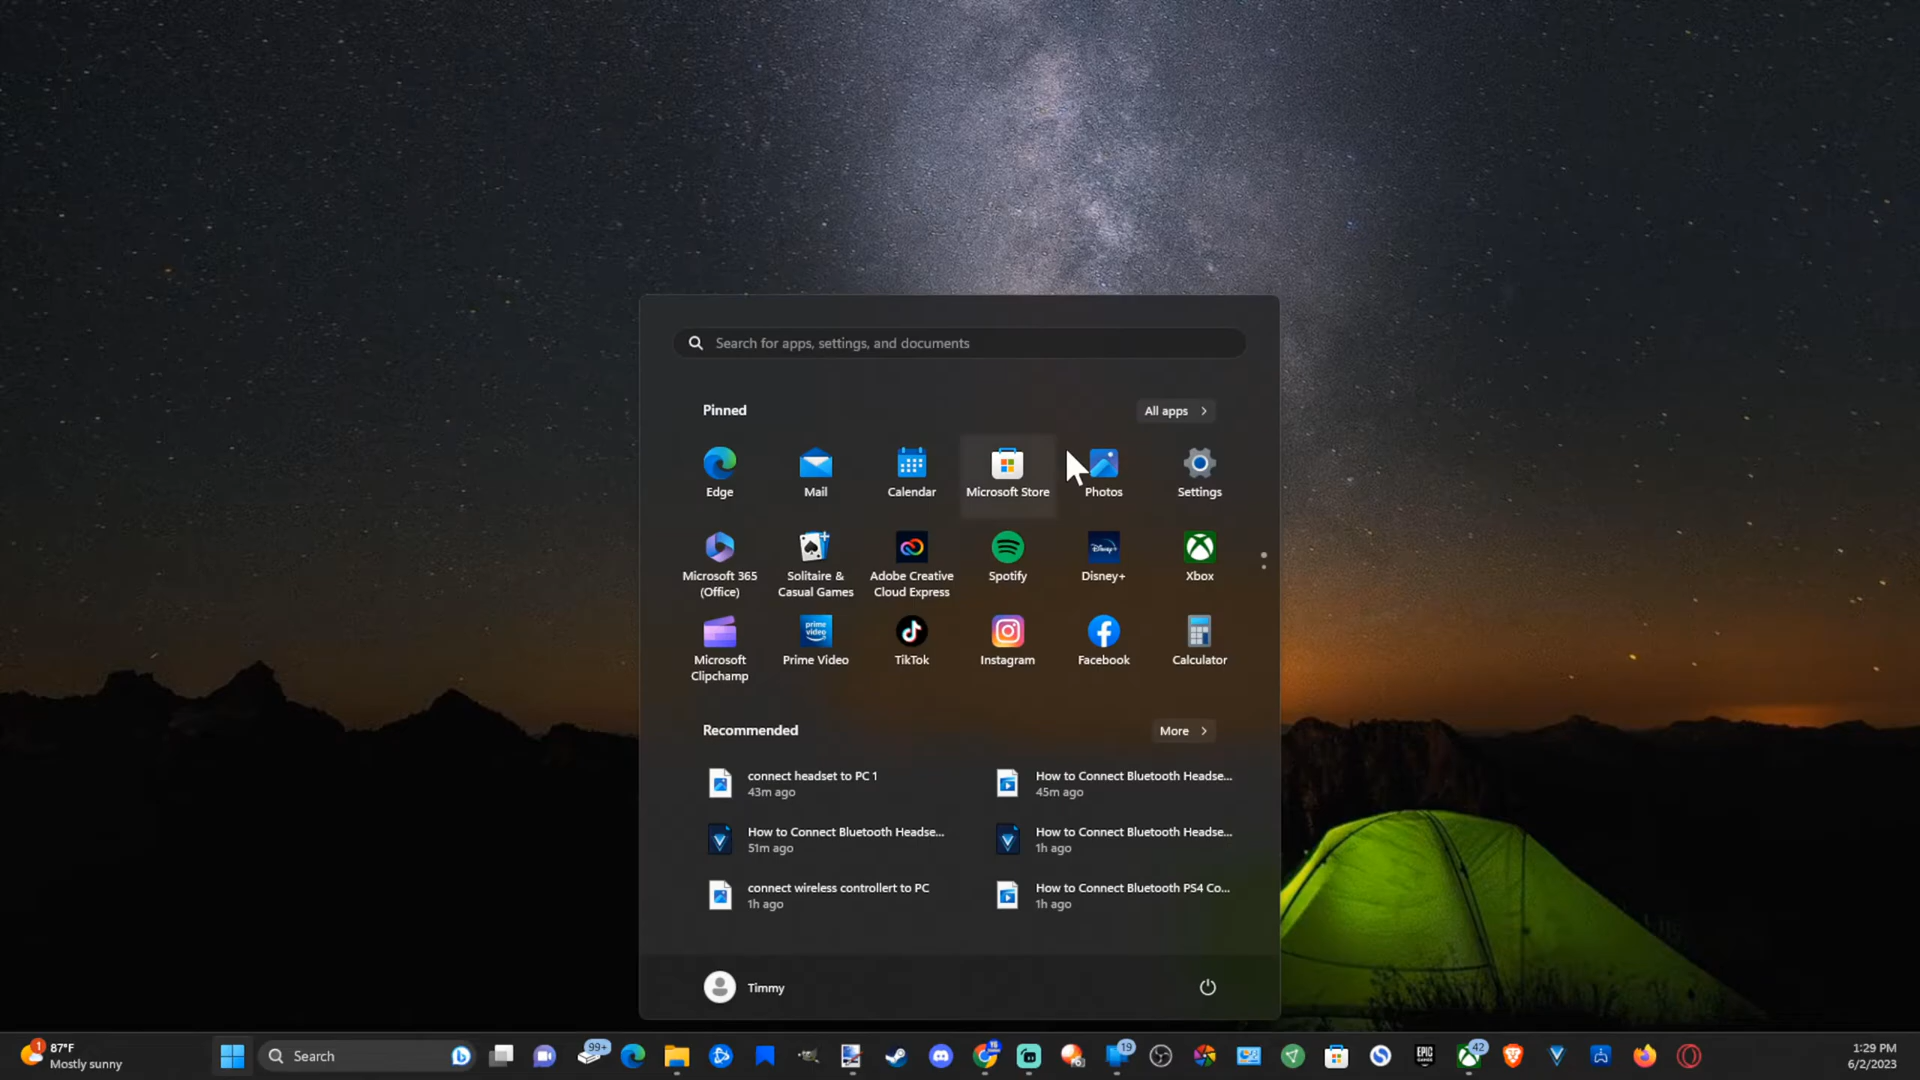 Search for apps, settings, and documents
Pinned
All apps
Edge
Mail
Calendar
Microsoft Store
Photos
Settings
Microsoft 365
(Office)
Solitaire &
Casual Games
Adobe Creative
Cloud Express
Spotify
Disney+
Disney+
Xbox
Microsoft
Clipchamp
prime
video
Prime Video
TikTok
Instagram
Facebook
Calculator
Recommended
More
connect headset to PC 1
43m ago
How to Connect Bluetooth Headse...
45m ago
How to Connect Bluetooth Headse...
51m ago
How to Connect Bluetooth Headse...
1h ago
connect wireless controllert to PC
1h ago
How to Connect Bluetooth PS4 Co...
1h ago
Timmy
1
87°F
Mostly sunny
Search
99+
19
EPIC
42
1:29 PM
6/2/2023